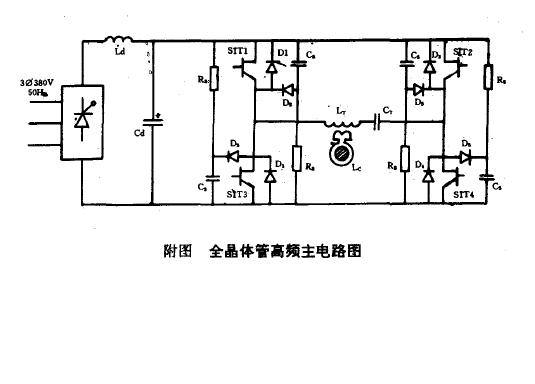 SIT1
D1
Cs
Cs
D2
SIT2
Ld
Rs
Rs
3∅380V
50Hz
Ds
Ds
Cd
LT
CT
Ds
D3
Rs
Lc
Rs
D4
Ds
Cs
SIT3
SIT4
Cs
附图 全晶体管高频主电路图